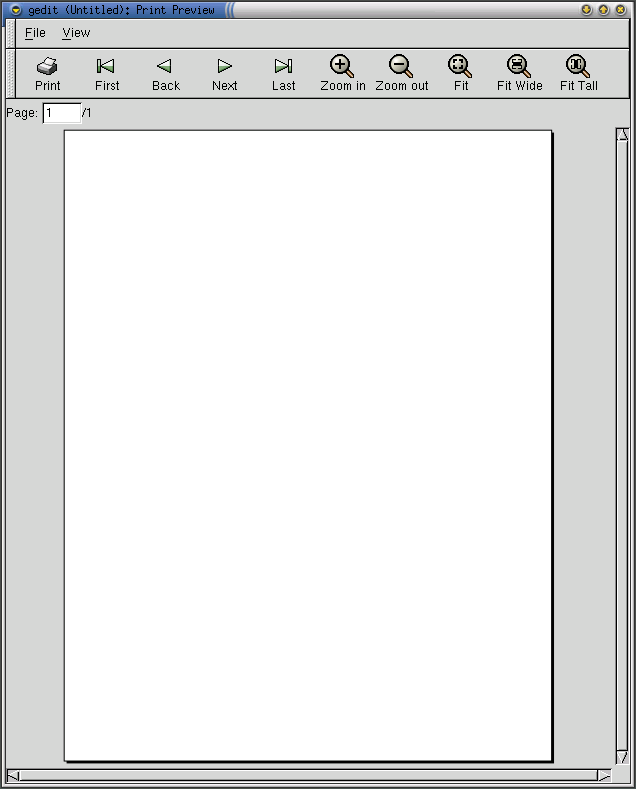 gedit (Untitled): Print Preview
File View
Print First Back Next Last Zoom in Zoom out Fit Fit Wide Fit Tall
Page: 1 /1